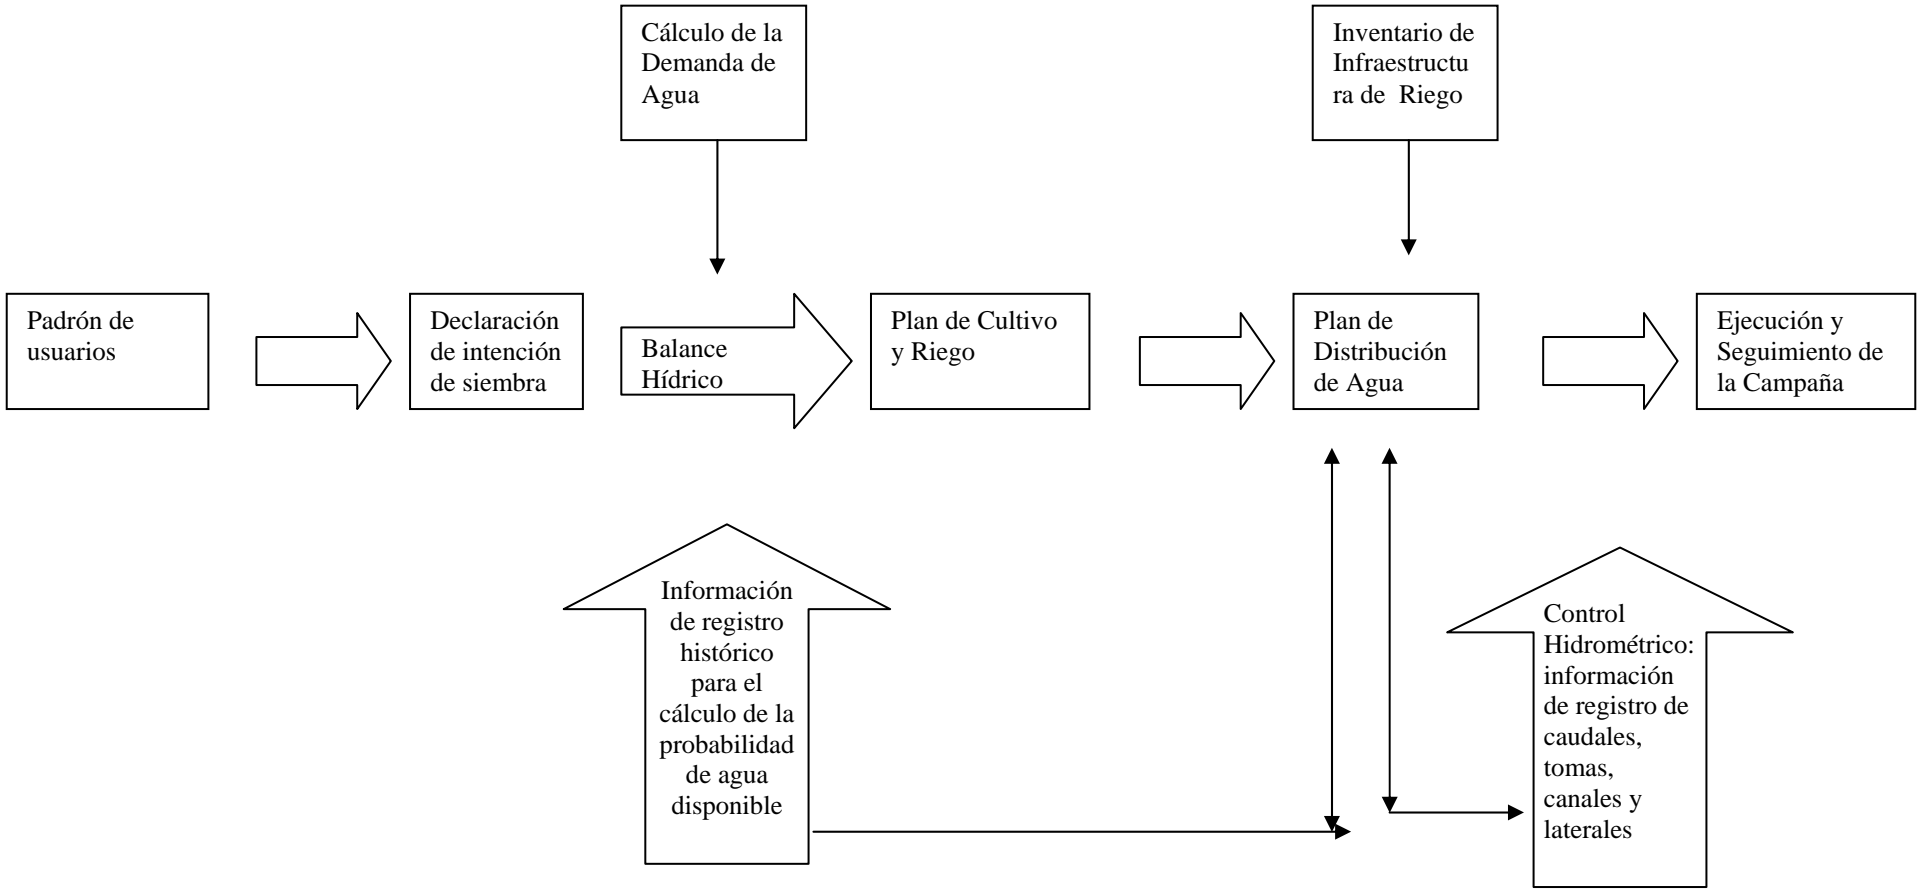 Cálculo de la
Demanda de
Agua
Inventario de
Infraestructu
ra de  Riego
Padrón de
usuarios
Declaración
de intención
de siembra
Balance
Hídrico
Plan de Cultivo
y Riego
Plan de
Distribución
de Agua
Ejecución y
Seguimiento de
la Campaña
Información
de registro
histórico
para el
cálculo de la
probabilidad
de agua
disponible
Control
Hidrométrico:
información
de registro de
caudales,
tomas,
canales y
laterales